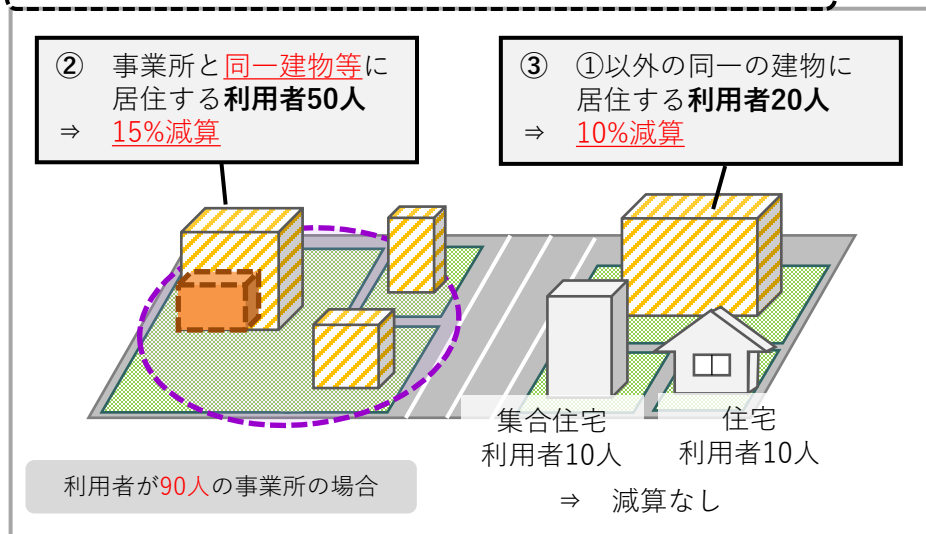 ② 事業所と同一建物等に
居住する利用者50人
⇒ 15%減算
③ ①以外の同一の建物に
居住する利用者20人
⇒ 10%減算
集合住宅
利用者10人
住宅
利用者10人
⇒ 減算なし
利用者が90人の事業所の場合